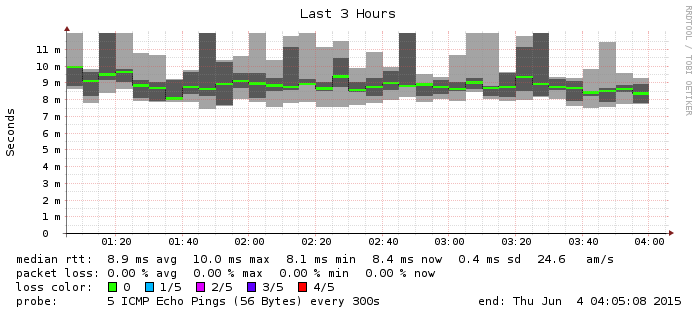 Last 3 Hours
RRDTOOL / TOBI OETIKER
Seconds
11 m
10 m
9 m
8 m
7 m
6 m
5 m
4 m
3 m
2 m
1 m
0
01:20 01:40 02:00 02:20 02:40 03:00 03:20 03:40 04:00
median rtt: 8.9 ms avg 10.0 ms max 8.1 ms min 8.4 ms now 0.4 ms sd 24.6 am/s
packet loss: 0.00 % avg 0.00 % max 0.00 % min 0.00 % now
loss color: 0 1/5 2/5 3/5 4/5
probe: 5 ICMP Echo Pings (56 Bytes) every 300s end: Thu Jun 4 04:05:08 2015